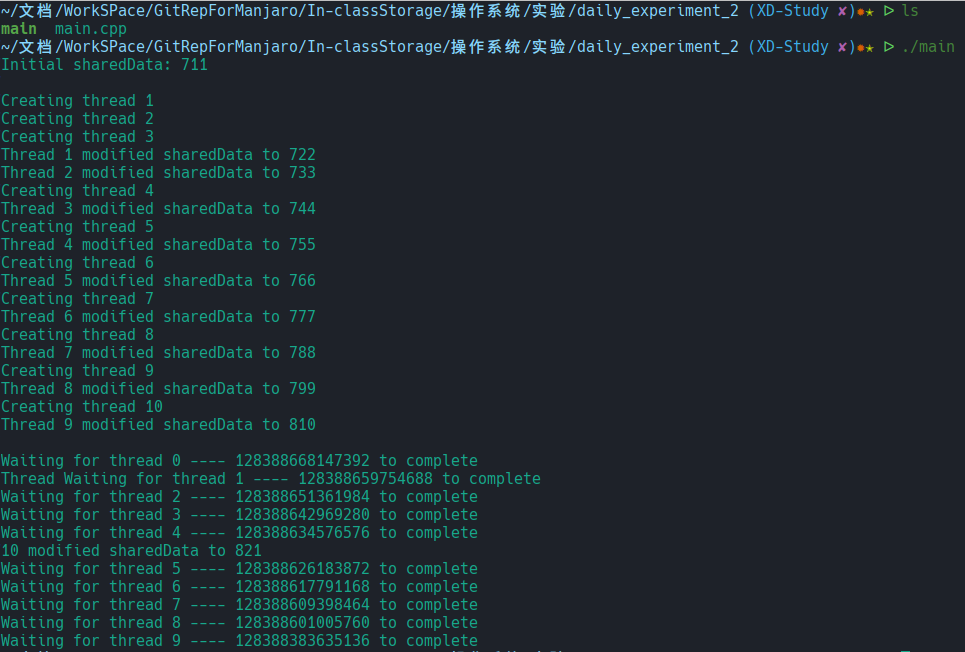 ~/文档/WorkSPace/GitRepForManjaro/In-classStorage/操作系统/实验/daily_experiment_2 (XD-Study ✘)✹★ ᐅ ls
main  main.cpp
~/文档/WorkSPace/GitRepForManjaro/In-classStorage/操作系统/实验/daily_experiment_2 (XD-Study ✘)✹★ ᐅ ./main
Initial sharedData: 711
Creating thread 1
Creating thread 2
Creating thread 3
Thread 1 modified sharedData to 722
Thread 2 modified sharedData to 733
Creating thread 4
Thread 3 modified sharedData to 744
Creating thread 5
Thread 4 modified sharedData to 755
Creating thread 6
Thread 5 modified sharedData to 766
Creating thread 7
Thread 6 modified sharedData to 777
Creating thread 8
Thread 7 modified sharedData to 788
Creating thread 9
Thread 8 modified sharedData to 799
Creating thread 10
Thread 9 modified sharedData to 810
Waiting for thread 0 ---- 128388668147392 to complete
Thread Waiting for thread 1 ---- 128388659754688 to complete
Waiting for thread 2 ---- 128388651361984 to complete
Waiting for thread 3 ---- 128388642969280 to complete
Waiting for thread 4 ---- 128388634576576 to complete
10 modified sharedData to 821
Waiting for thread 5 ---- 128388626183872 to complete
Waiting for thread 6 ---- 128388617791168 to complete
Waiting for thread 7 ---- 128388609398464 to complete
Waiting for thread 8 ---- 128388601005760 to complete
Waiting for thread 9 ---- 128388383635136 to complete